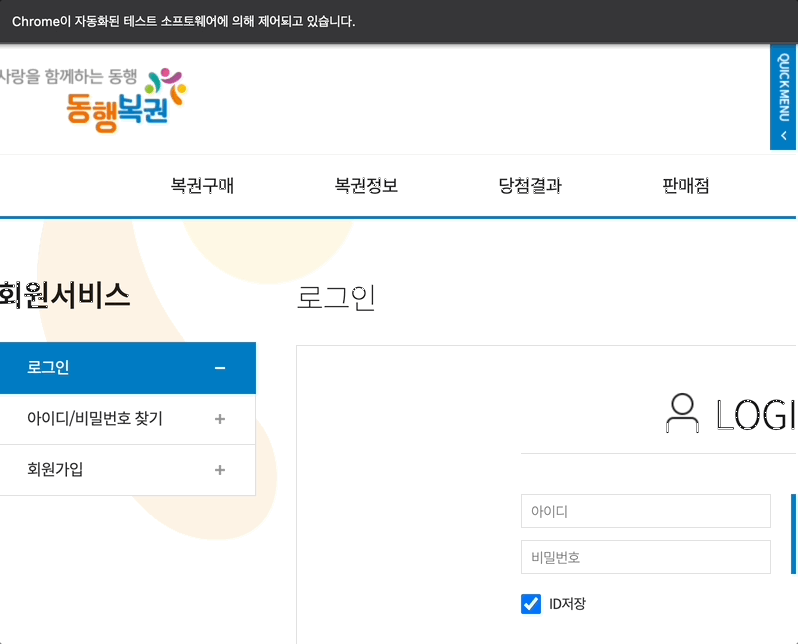 Chrome이 자동화된 테스트 소프트웨어에 의해 제어되고 있습니다.
사랑을 함께하는 동행
동행복권
QUICK MENU
복권구매 복권정보 당첨결과 판매점
회원서비스
로그인
로그인
아이디/비밀번호 찾기
회원가입
LOGI
아이디
비밀번호
ID저장